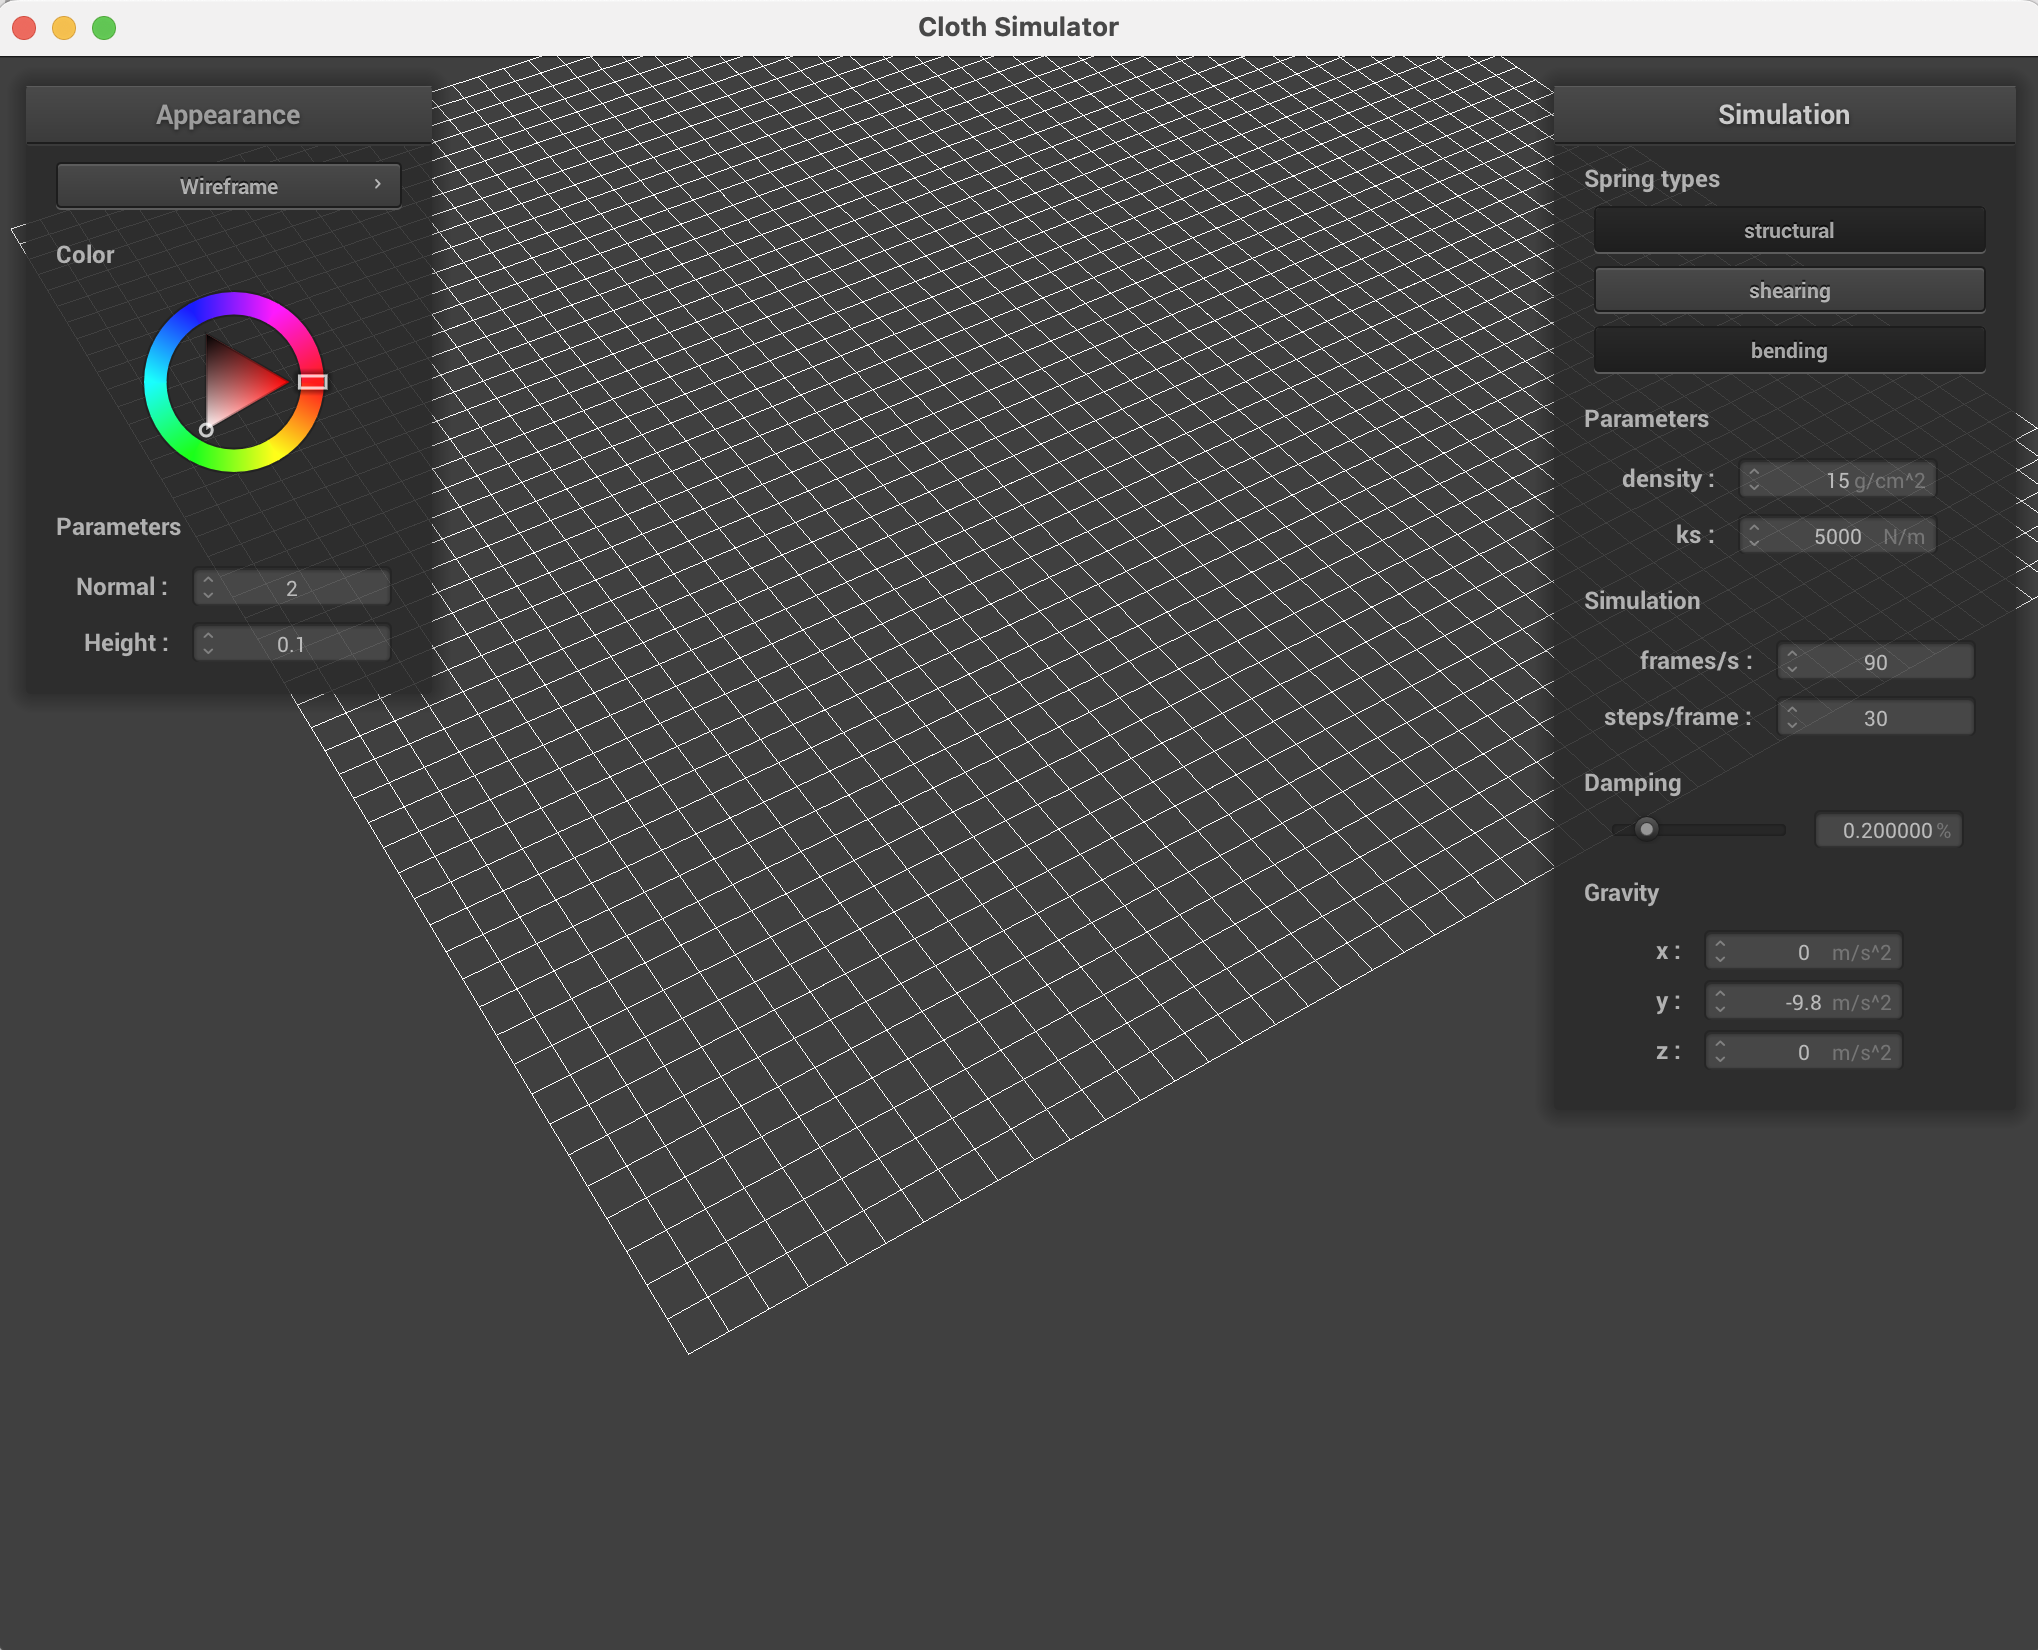 Cloth Simulator
Appearance
Wireframe
Color
Parameters
Normal : 2
Height : 0.1
Simulation
Spring types
structural
shearing
bending
Parameters
density : 15 g/cm^2
ks : 5000 N/m
Simulation
frames/s : 90
steps/frame : 30
Damping
0.200000 %
Gravity
x : 0 m/s^2
y : -9.8 m/s^2
z : 0 m/s^2